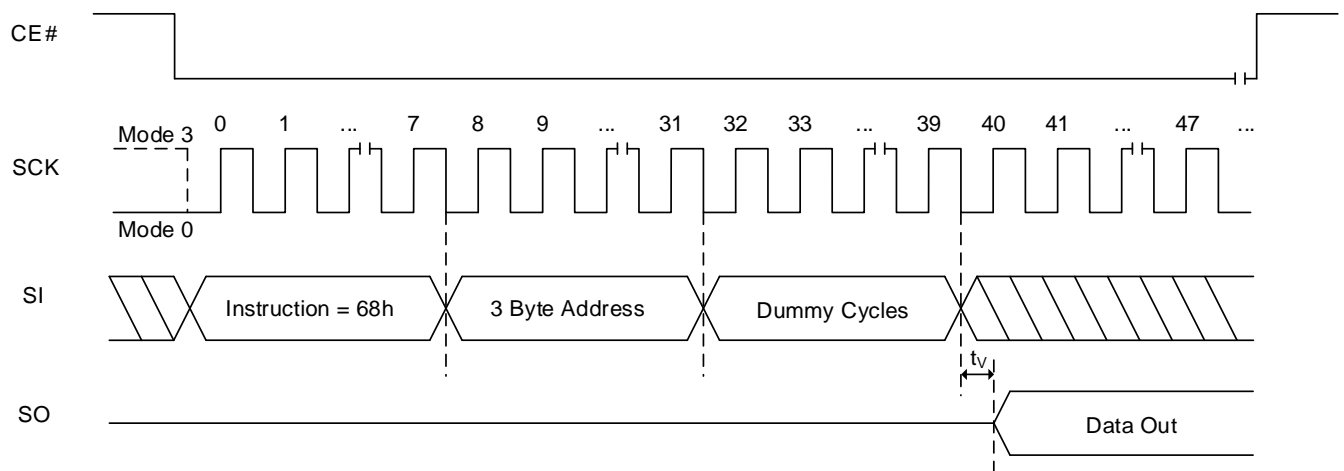 CE#
0 1 ... 7 8 9 ... 31 32 33 ... 39 40 41 ... 47 ...
Mode 3
SCK
Mode 0
SI
Instruction = 68h
3 Byte Address
Dummy Cycles
tV
SO
Data Out